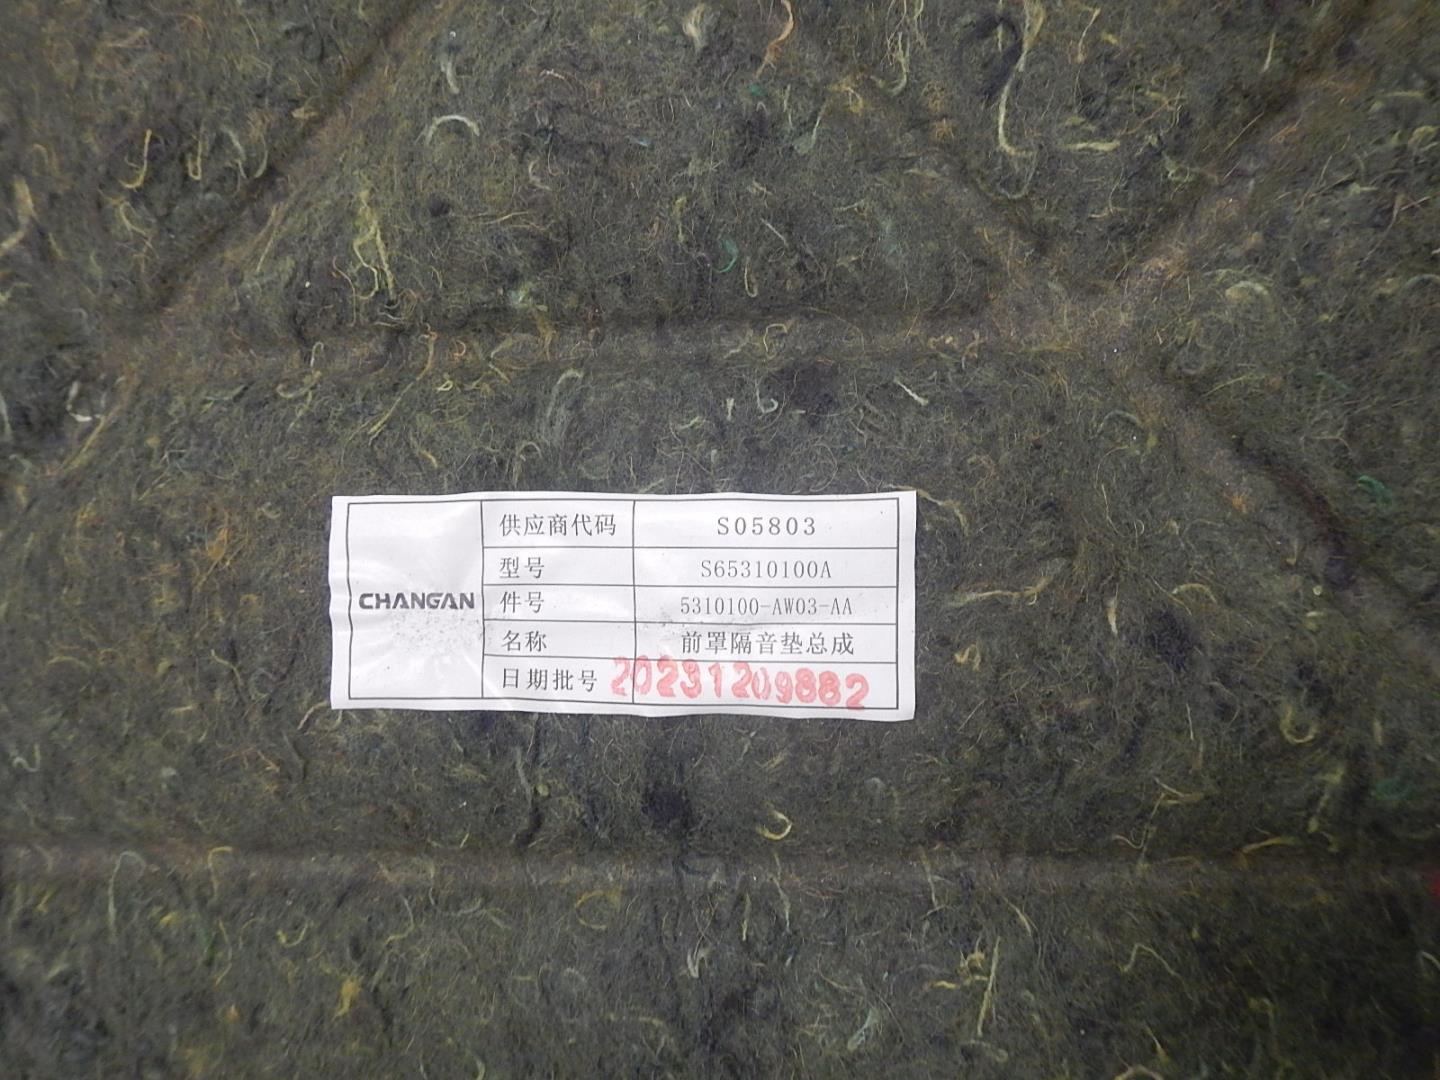 CHANGAN
供应商代码 S05803
型号 S65310100A
件号 5310100-AW03-AA
名称 前罩隔音垫总成
日期批号 20231209882